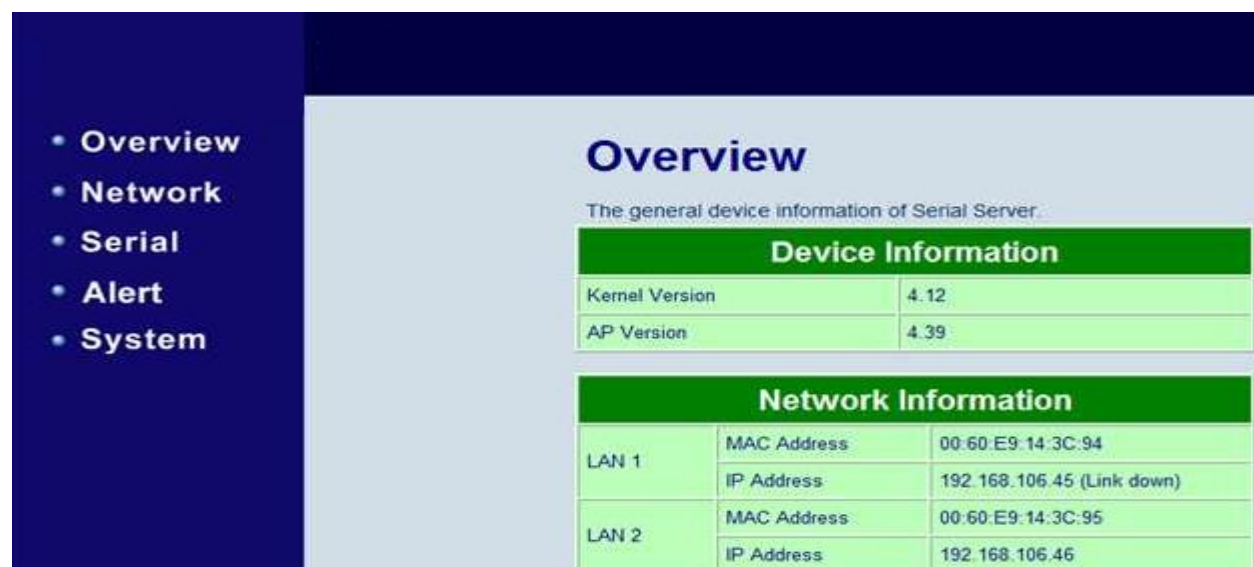 Overview
Network
Serial
Alert
System
Overview
The general device information of Serial Server.
Device Information
Kernel Version 4.12
AP Version 4.39
Network Information
LAN 1 MAC Address 00:60:E9:14:3C:94
IP Address 192.168.106.45 (Link down)
LAN 2 MAC Address 00:60:E9:14:3C:95
IP Address 192.168.106.46